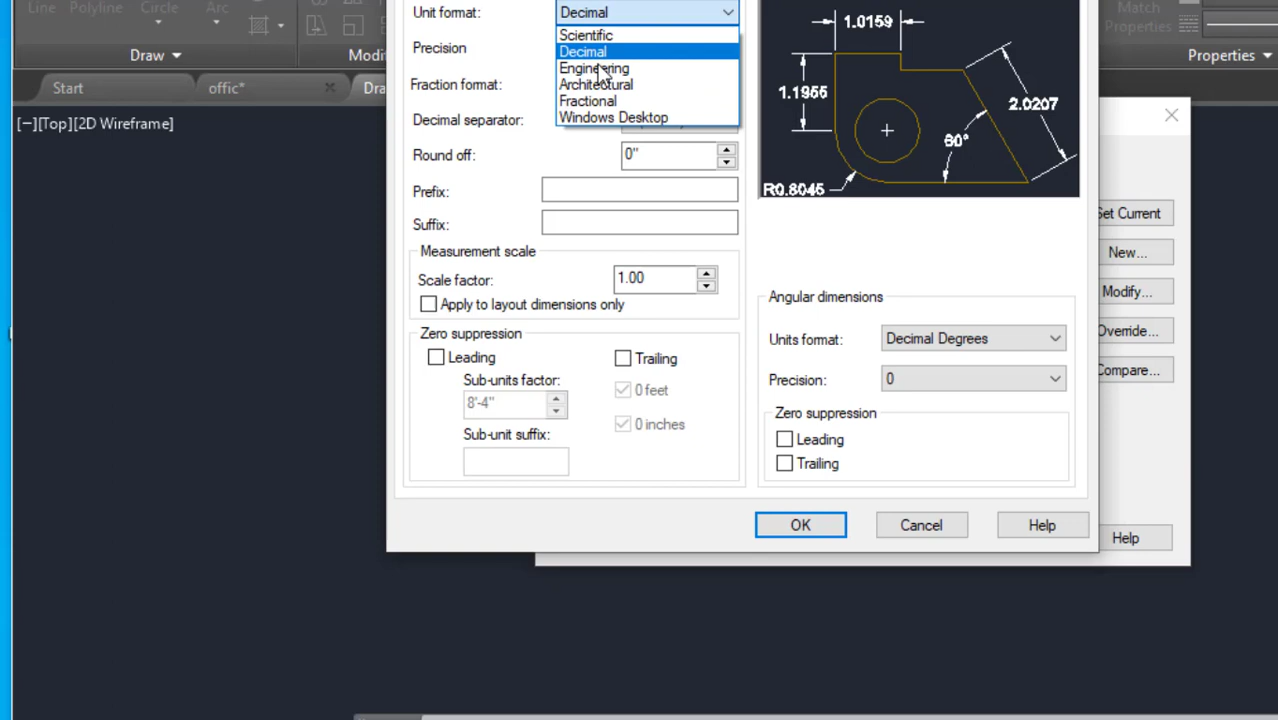 Line Polyline Circle Arc
Match
Properties
Draw
Modif
Properties
Start
offic*
Dra
[−][Top][2D Wireframe]
Unit format:
Decimal
Scientific
Decimal
Engineering
Architectural
Fractional
Windows Desktop
Precision
Fraction format:
Decimal separator:
Round off:
0"
Prefix:
Suffix:
Measurement scale
Scale factor:
1.00
Apply to layout dimensions only
Zero suppression
Leading
Trailing
Sub-units factor:
8'-4"
0 feet
0 inches
Sub-unit suffix:
1.0159
1.1955
2.0207
60°
R0.8045
Angular dimensions
Units format:
Decimal Degrees
Precision:
0
Zero suppression
Leading
Trailing
OK
Cancel
Help
Set Current
New...
Modify...
Override...
Compare...
Help